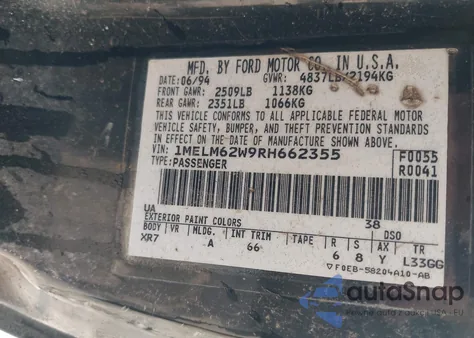 MFD. BY FORD MOTOR CO. IN U.S.A.
DATE: 06/94 GVWR: 4837LB/2194KG
FRONT GAWR: 2509LB 1138KG
REAR GAWR: 2351LB 1066KG
THIS VEHICLE CONFORMS TO ALL APPLICABLE FEDERAL
MOTOR VEHICLE SAFETY, BUMPER, AND THEFT PREVENTION STANDARDS
IN EFFECT ON THE DATE OF MANUFACTURE SHOWN ABOVE.
VIN: 1MELM62W9RH662355 F0055
TYPE: PASSENGER R0041
UA 38
EXTERIOR PAINT COLORS DSO
BODY VR MLDG. INT TRIM TAPE R S AX TR
XR7 A 66 6 8 Y L33GG
F0EB-58204A10-AB
autoSnap